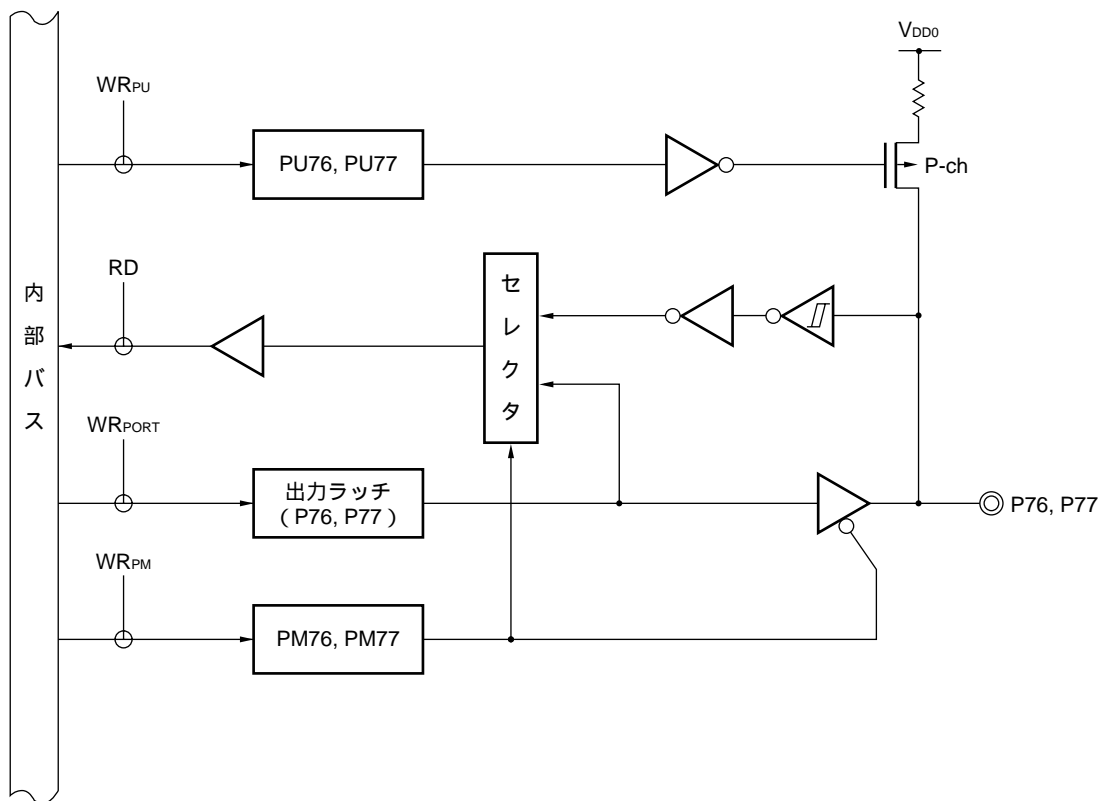 VDD0
WRPU
PU76, PU77
P-ch
RD
内部バス
セレクタ
WRPORT
出力ラッチ
( P76, P77 )
P76, P77
WRPM
PM76, PM77